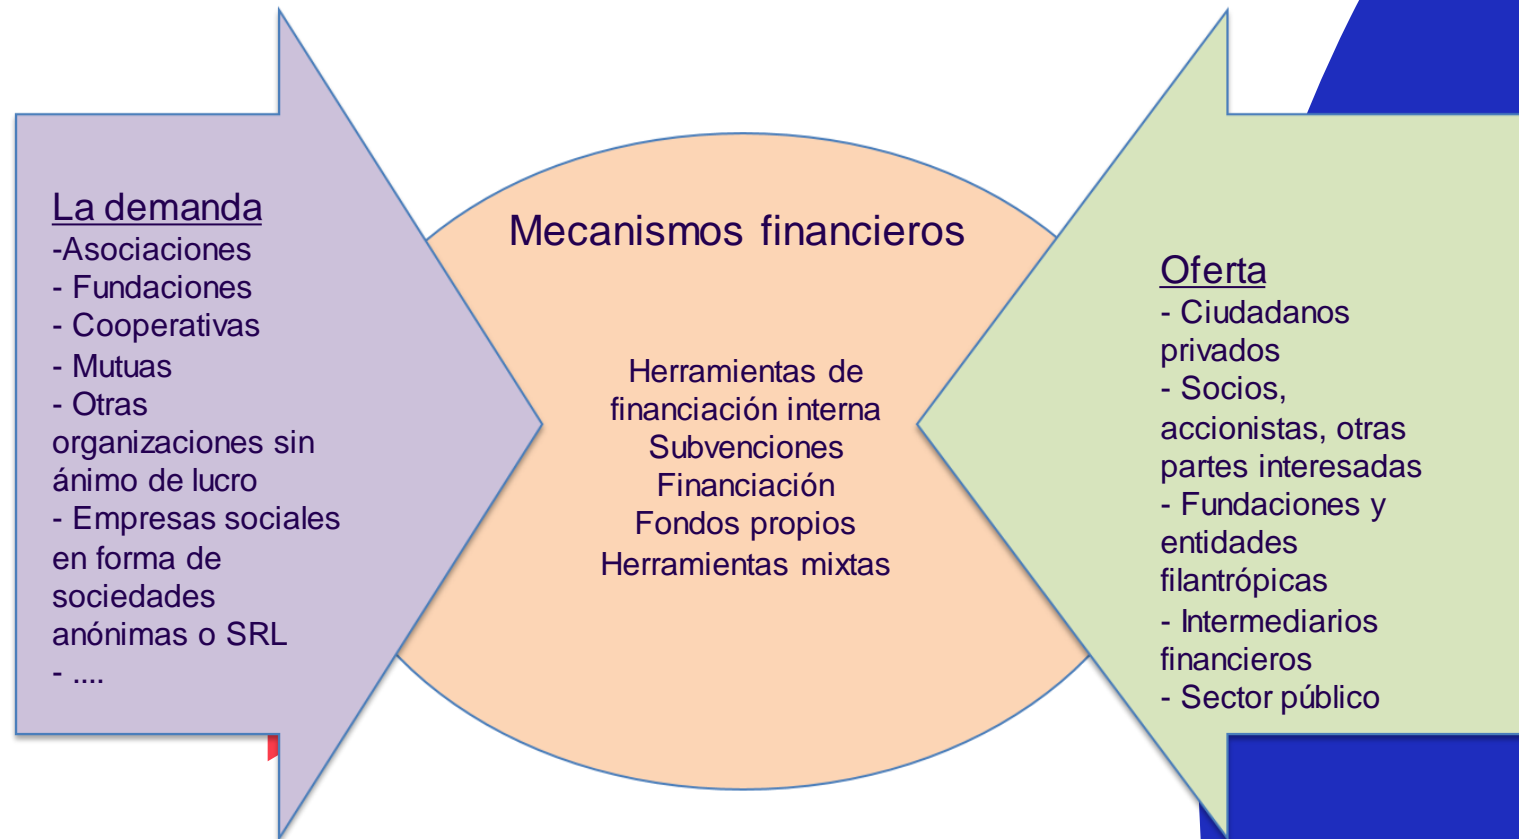 La demanda
-Asociaciones
- Fundaciones
- Cooperativas
- Mutuas
- Otras
organizaciones sin
ánimo de lucro
- Empresas sociales
en forma de
sociedades
anónimas o SRL
- ....
Mecanismos financieros
Herramientas de
financiación interna
Subvenciones
Financiación
Fondos propios
Herramientas mixtas
Oferta
- Ciudadanos
privados
- Socios,
accionistas, otras
partes interesadas
- Fundaciones y
entidades
filantrópicas
- Intermediarios
financieros
- Sector público